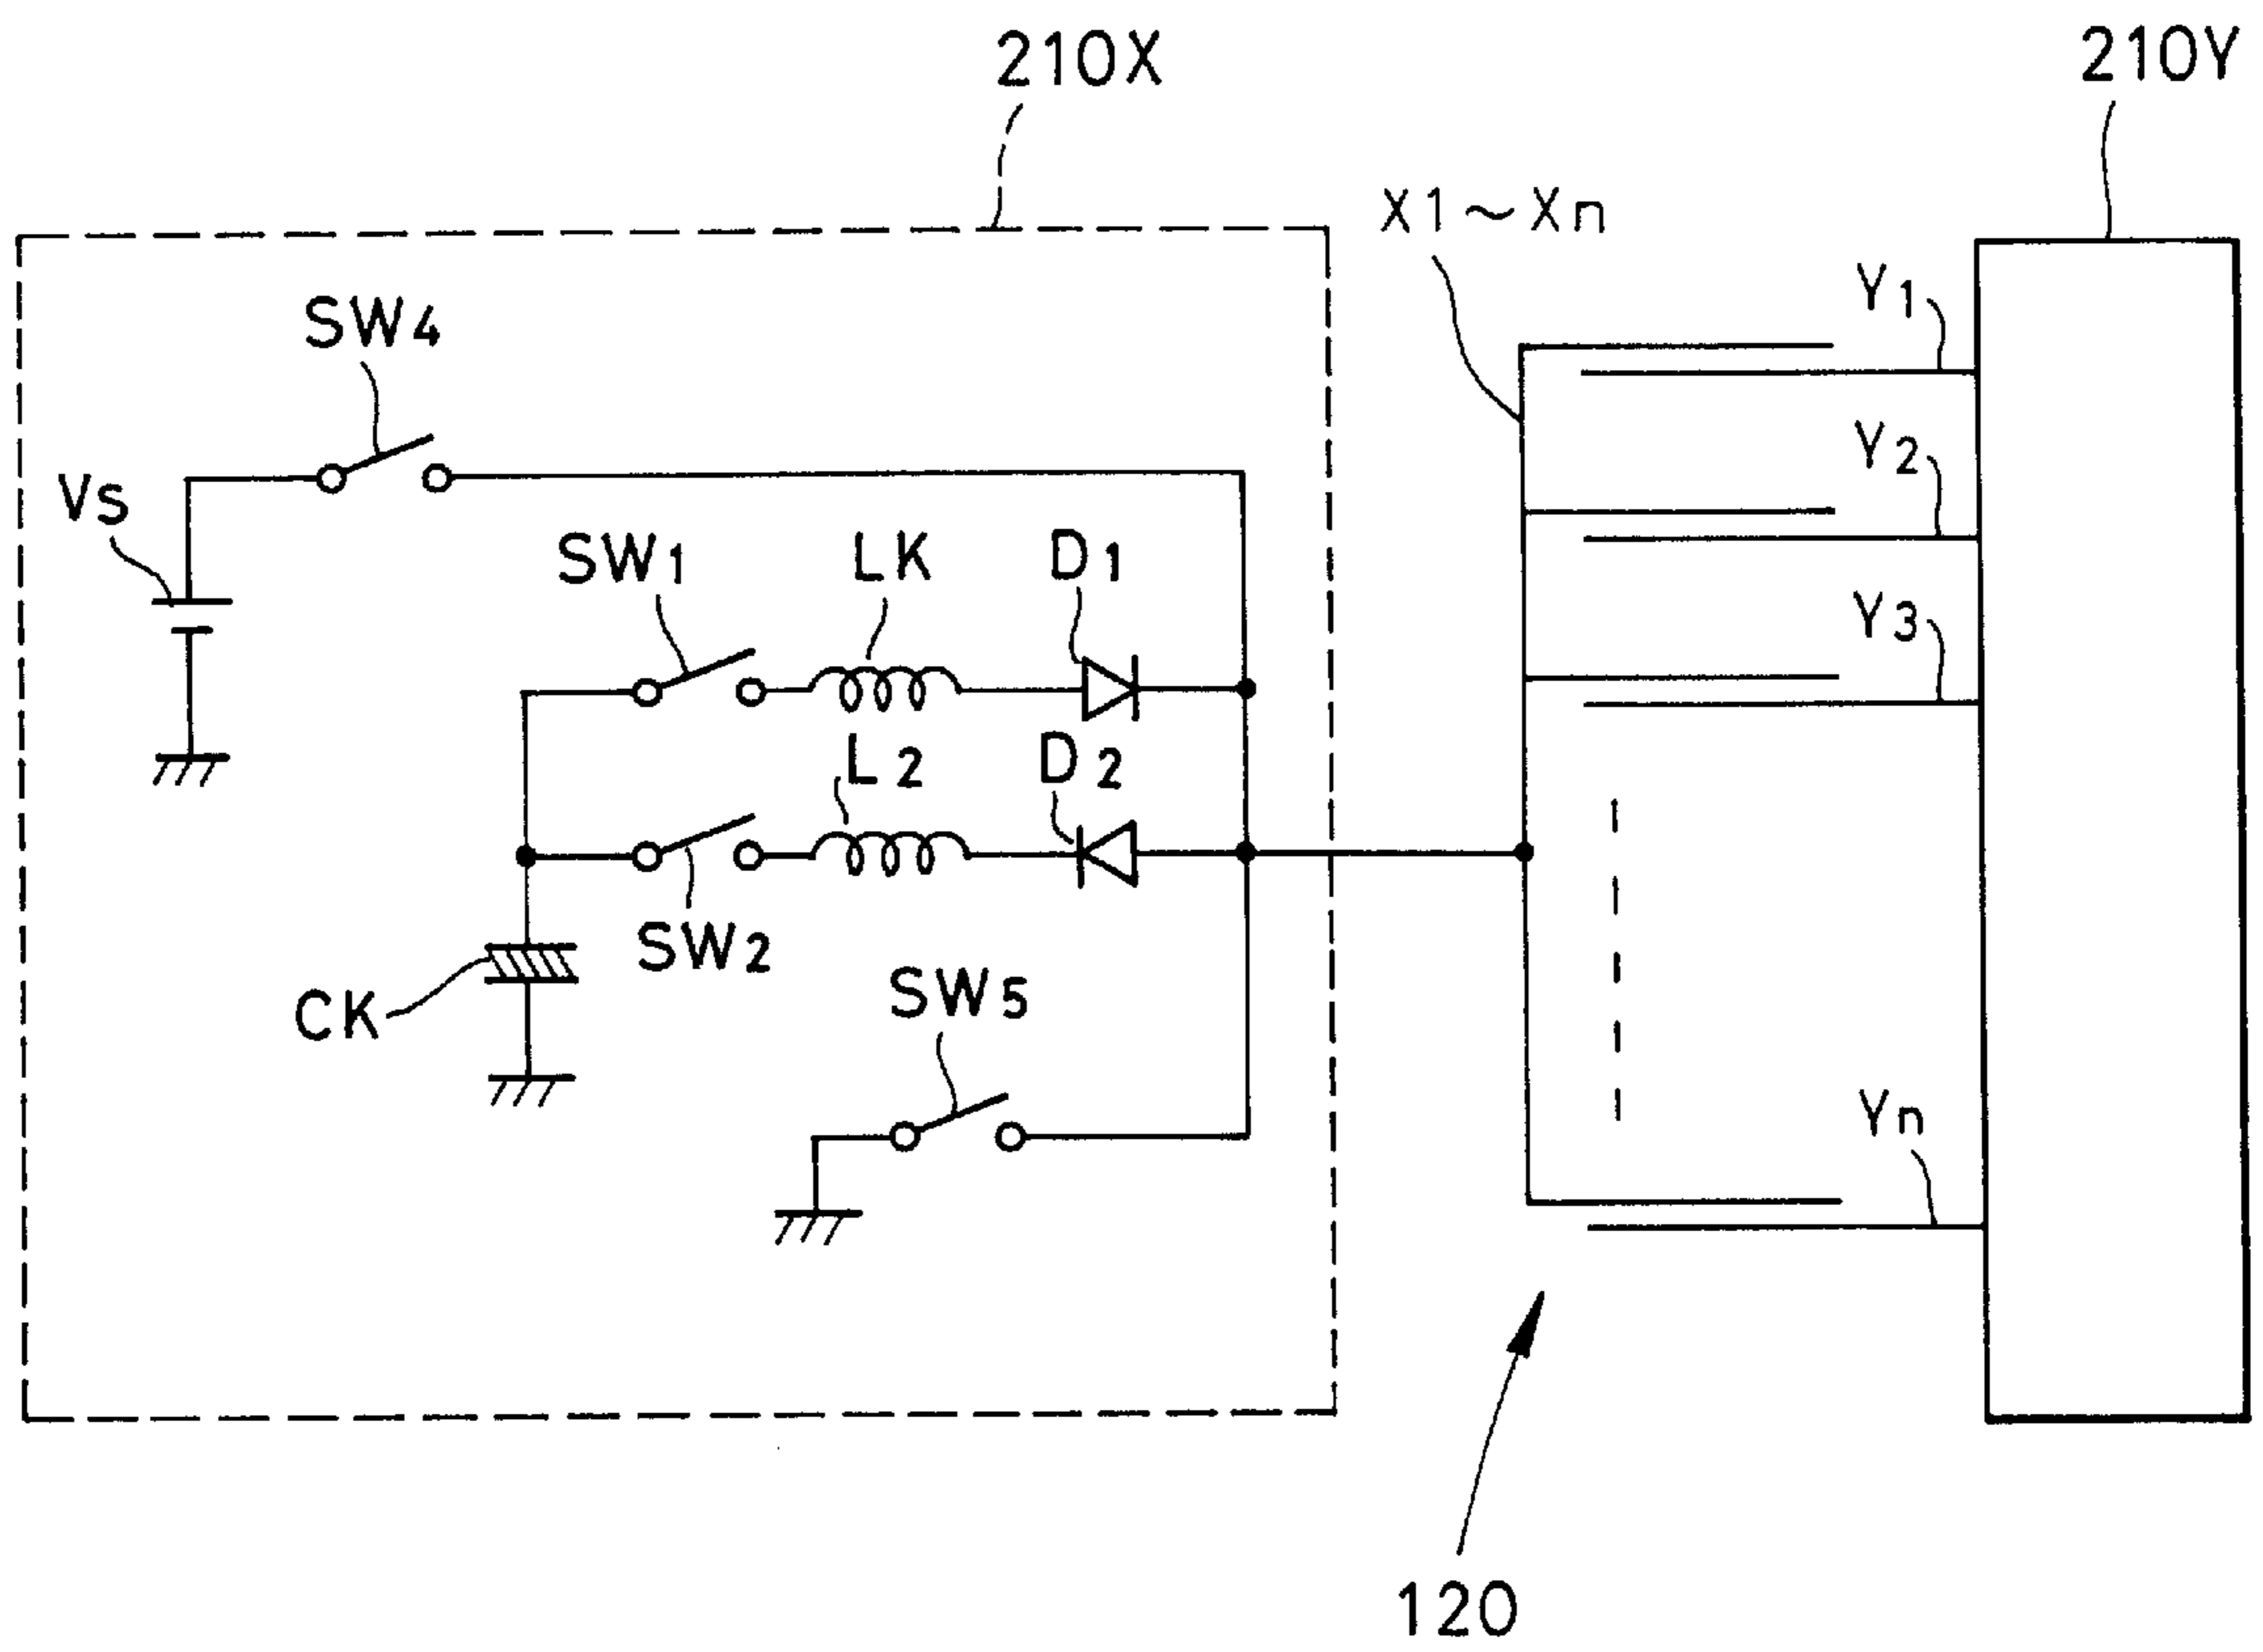 210X
210Y
X1~Xn
Y1
SW4
Y2
Vs
SW1
LK
D1
Y3
L2
D2
SW2
SW5
CK
Yn
120